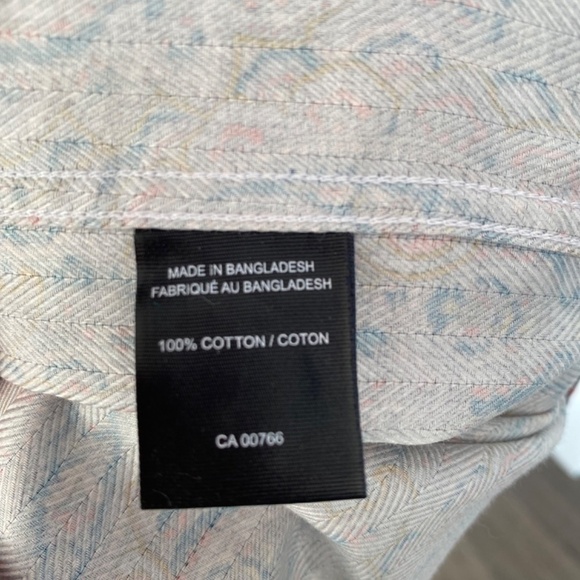 MADE IN BANGLADESH
FABRIQUÉ AU BANGLADESH
100% COTTON / COTON
CA 00766